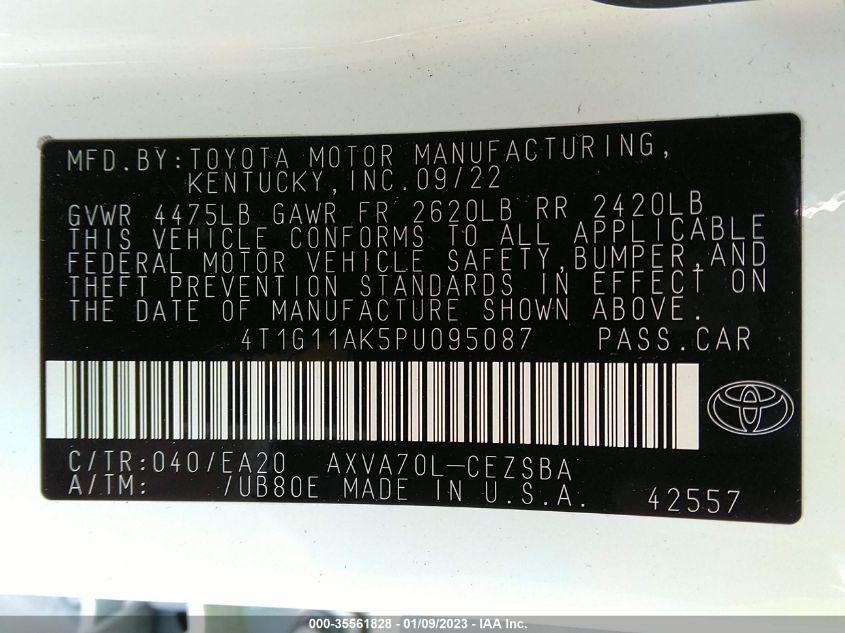 MFD.BY:TOYOTA MOTOR MANUFACTURING,
KENTUCKY,INC.09/22
GVWR 4475LB GAWR FR 2620LB RR 2420LB
THIS VEHICLE CONFORMS TO ALL APPLICABLE
FEDERAL MOTOR VEHICLE SAFETY,BUMPER,AND
THEFT PREVENTION STANDARDS IN EFFECT ON
THE DATE OF MANUFACTURE SHOWN ABOVE.
4T1G11AK5PU095087 PASS.CAR
C/TR:040/EA20 AXVA70L-CEZSBA
A/TM: /UB80E MADE IN U.S.A. 42557
000-35561828 - 01/09/2023 - IAA Inc.